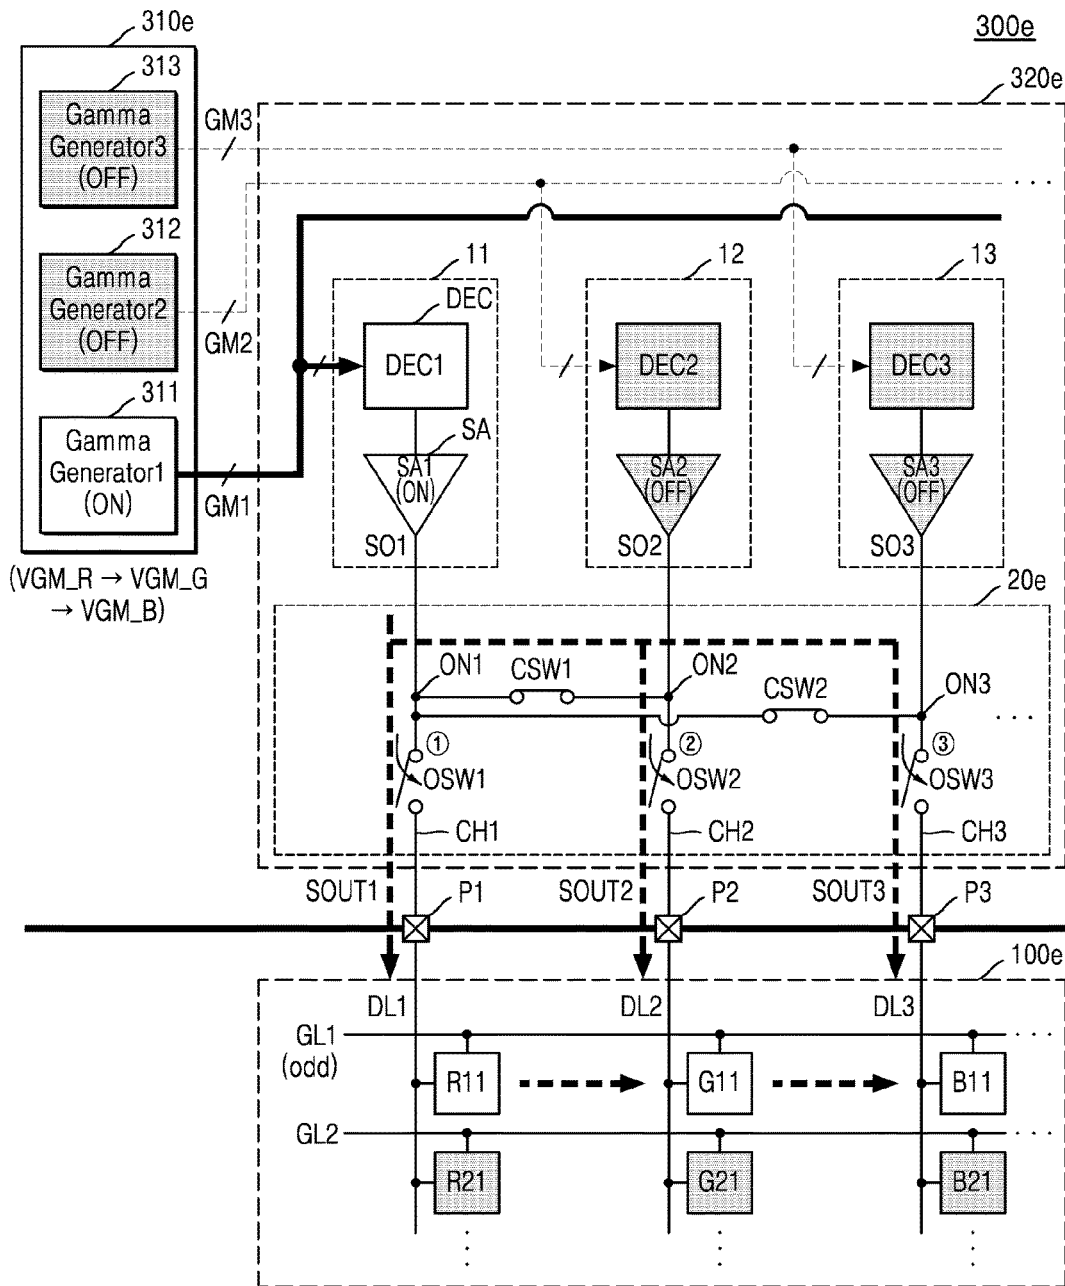 300e
310e
313
320e
Gamma
Generator3
(OFF)
GM3
· · ·
312
Gamma
Generator2
(OFF)
GM2
11
12
13
DEC
DEC1
DEC2
DEC3
311
Gamma
Generator1
(ON)
GM1
SA
SA1
(ON)
SA2
(OFF)
SA3
(OFF)
SO1
SO2
SO3
(VGM_R → VGM_G
→ VGM_B)
20e
ON1
CSW1
ON2
CSW2
ON3
· · ·
① ② ③
OSW1
OSW2
OSW3
CH1
CH2
CH3
SOUT1
P1
SOUT2
P2
SOUT3
P3
100e
DL1
DL2
DL3
GL1
(odd)
· · ·
R11
G11
B11
GL2
· · ·
R21
G21
B21